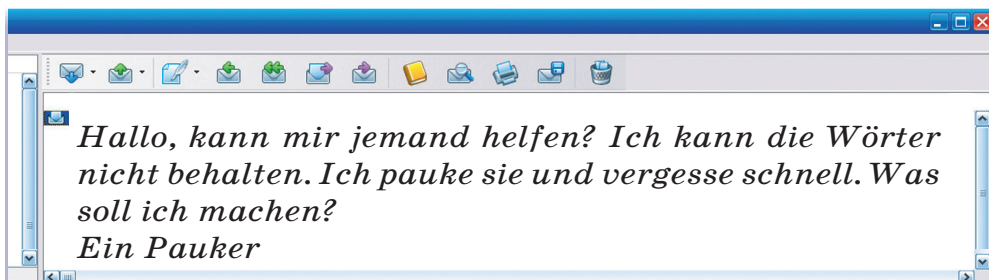 Hallo, kann mir jemand helfen? Ich kann die Wörter
nicht behalten. Ich pauke sie und vergesse schnell. Was
soll ich machen?
Ein Pauker